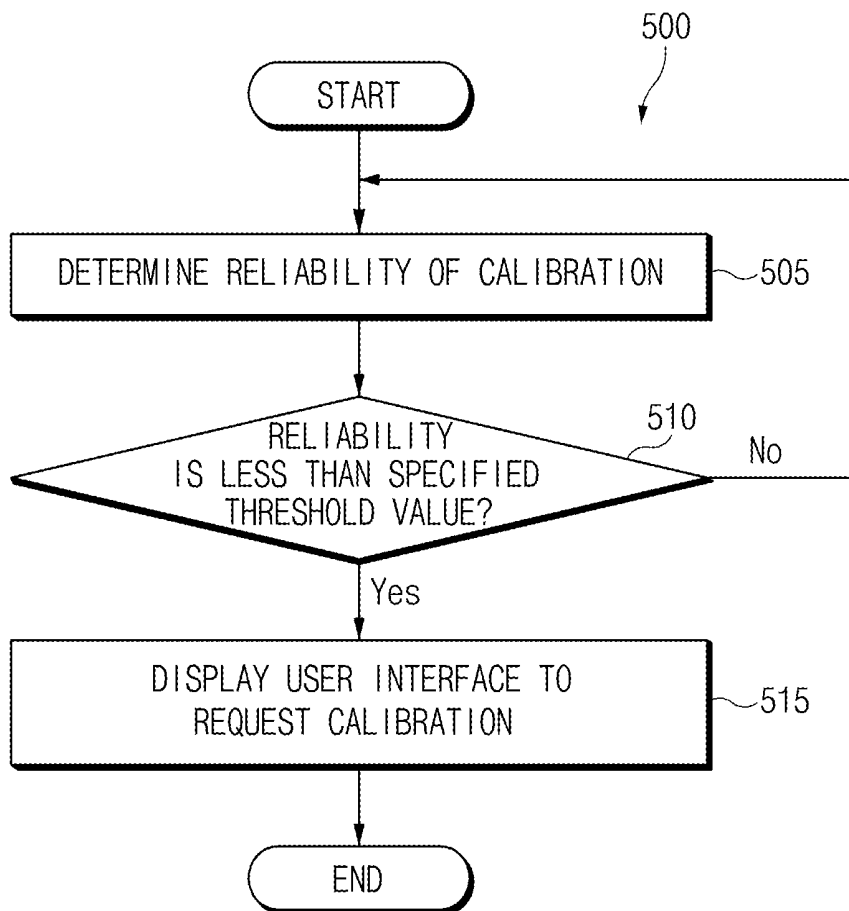 500
START
DETERMINE RELIABILITY OF CALIBRATION
505
510
RELIABILITY
IS LESS THAN SPECIFIED
THRESHOLD VALUE?
No
Yes
DISPLAY USER INTERFACE TO
REQUEST CALIBRATION
515
END